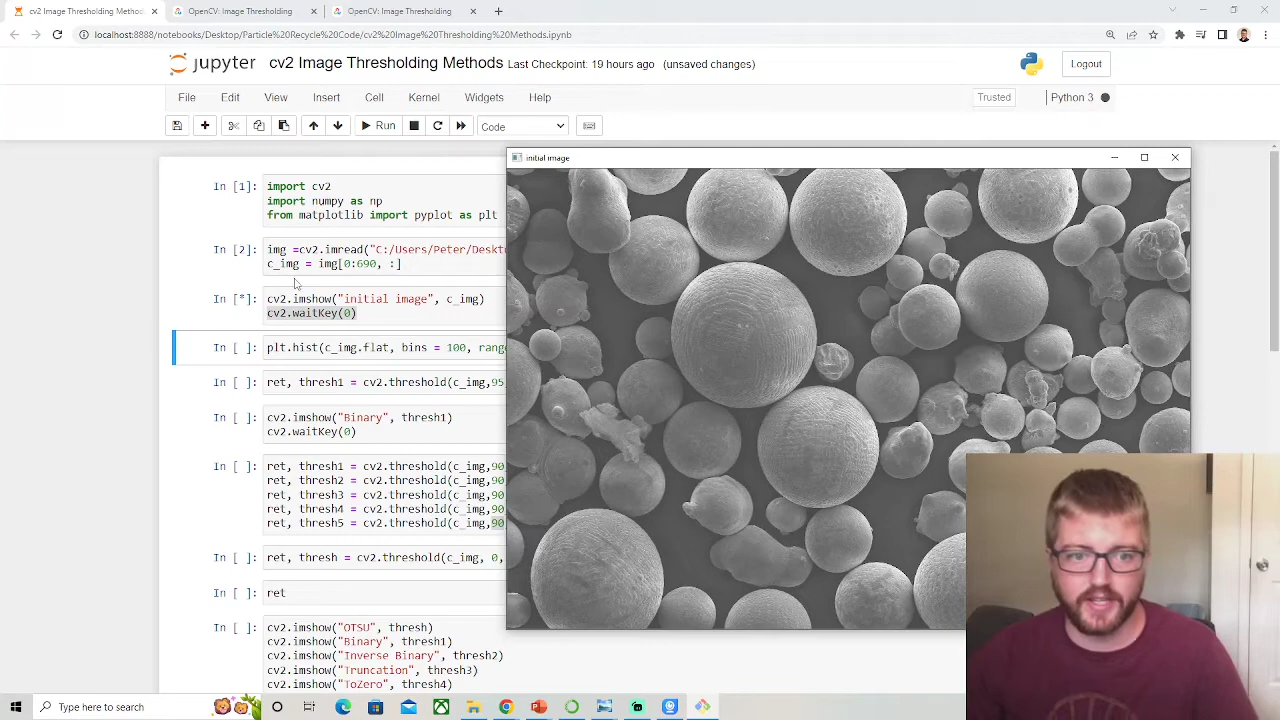 cv2 Image Thresholding Method
OpenCV: Image Thresholding
OpenCV: Image Thresholding
localhost:8888/notebooks/Desktop/Particle%20Recycle%20Code/cv2%20Image%20Thresholding%20Methods.ipynb
jupyter cv2 Image Thresholding Methods Last Checkpoint: 19 hours ago (unsaved changes)
Logout
File Edit View Insert Cell Kernel Widgets Help
Trusted
Python 3
Run
Code
initial image
In [1]: import cv2
import numpy as np
from matplotlib import pyplot as plt
In [2]: img =cv2.imread("C:/Users/Peter/Deskto
c_img = img[0:690, :]
In [*]: cv2.imshow("initial image", c_img)
cv2.waitKey(0)
In [ ]: plt.hist(c_img.flat, bins = 100, range
In [ ]: ret, thresh1 = cv2.threshold(c_img,95,
In [ ]: cv2.imshow("Binary", thresh1)
cv2.waitKey(0)
In [ ]: ret, thresh1 = cv2.threshold(c_img,90
ret, thresh2 = cv2.threshold(c_img,90
ret, thresh3 = cv2.threshold(c_img,90
ret, thresh4 = cv2.threshold(c_img,90
ret, thresh5 = cv2.threshold(c_img,90
In [ ]: ret, thresh = cv2.threshold(c_img, 0,
In [ ]: ret
In [ ]: cv2.imshow("OTSU", thresh)
cv2.imshow("Binary", thresh1)
cv2.imshow("Inverse Binary", thresh2)
cv2.imshow("Truncation", thresh3)
cv2.imshow("ToZero", thresh4)
Type here to search